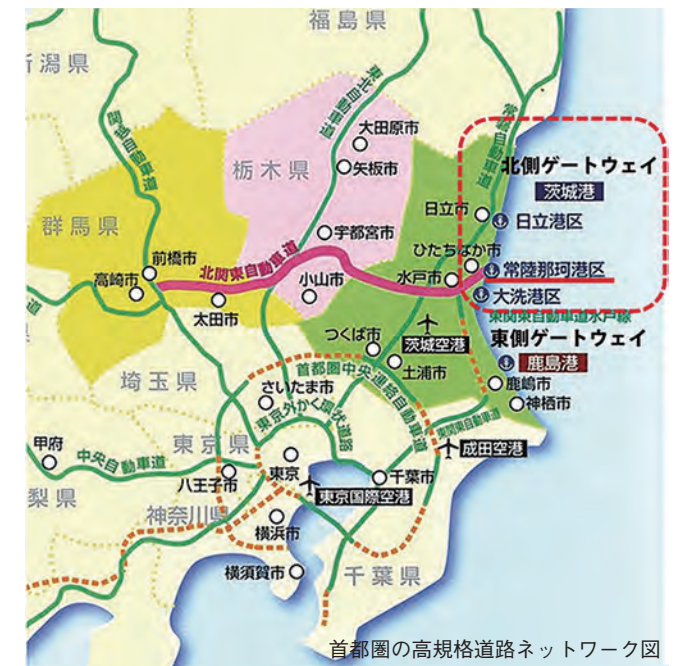 福島県
新潟県
東北自動車道
常磐自動車道
関越自動車道
大田原市
矢板市
栃木県
北側ゲートウェイ
茨城港
日立市
日立港区
群馬県
宇都宮市
ひたちなか市
前橋市
北関東自動車道
常陸那珂港区
高崎市
小山市
水戸市
大洗港区
太田市
東関東自動車道水戸線
つくば市
茨城空港
東側ゲートウェイ
鹿島港
土浦市
埼玉県
首都圏中央連絡自動車道
さいたま市
鹿嶋市
神栖市
東京外かく環状道路
東関東自動車道
甲府
東京県
成田空港
中央自動車道
東京
千葉市
八王子市
東京国際空港
梨県
神奈川県
横浜市
横須賀市
千葉県
首都圏の高規格道路ネットワーク図